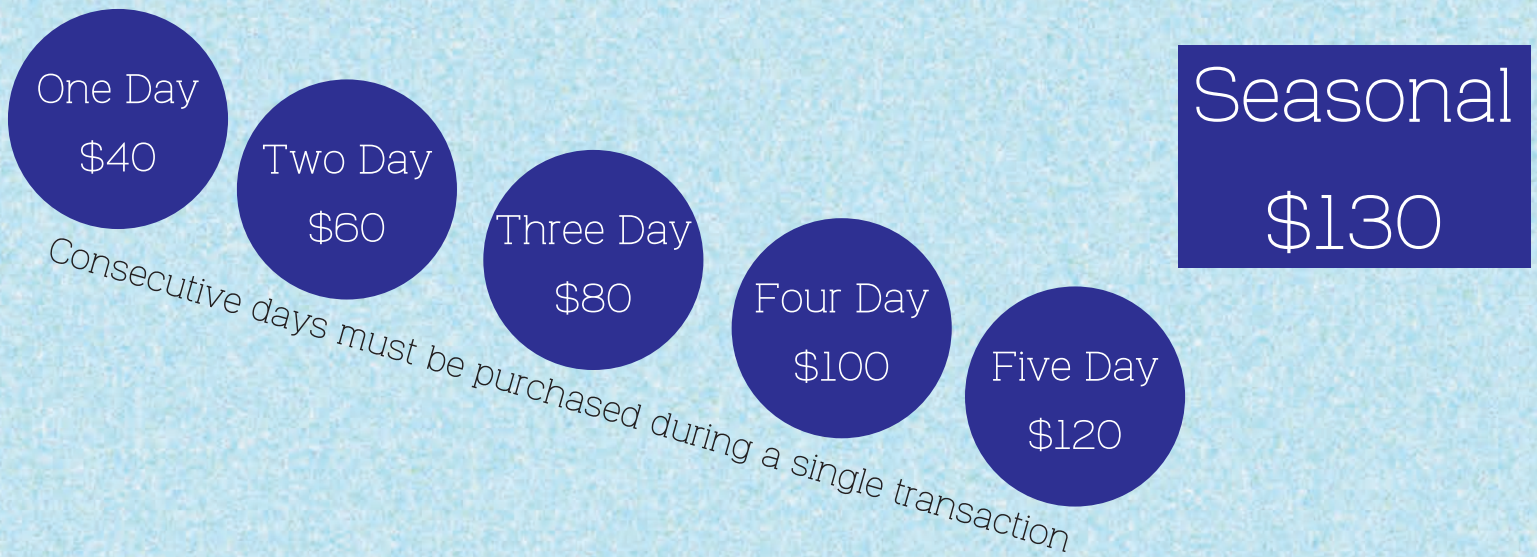 One Day
$40
Two Day
$60
Three Day
$80
Four Day
$100
Five Day
$120
Consecutive days must be purchased during a single transaction
Seasonal
$130